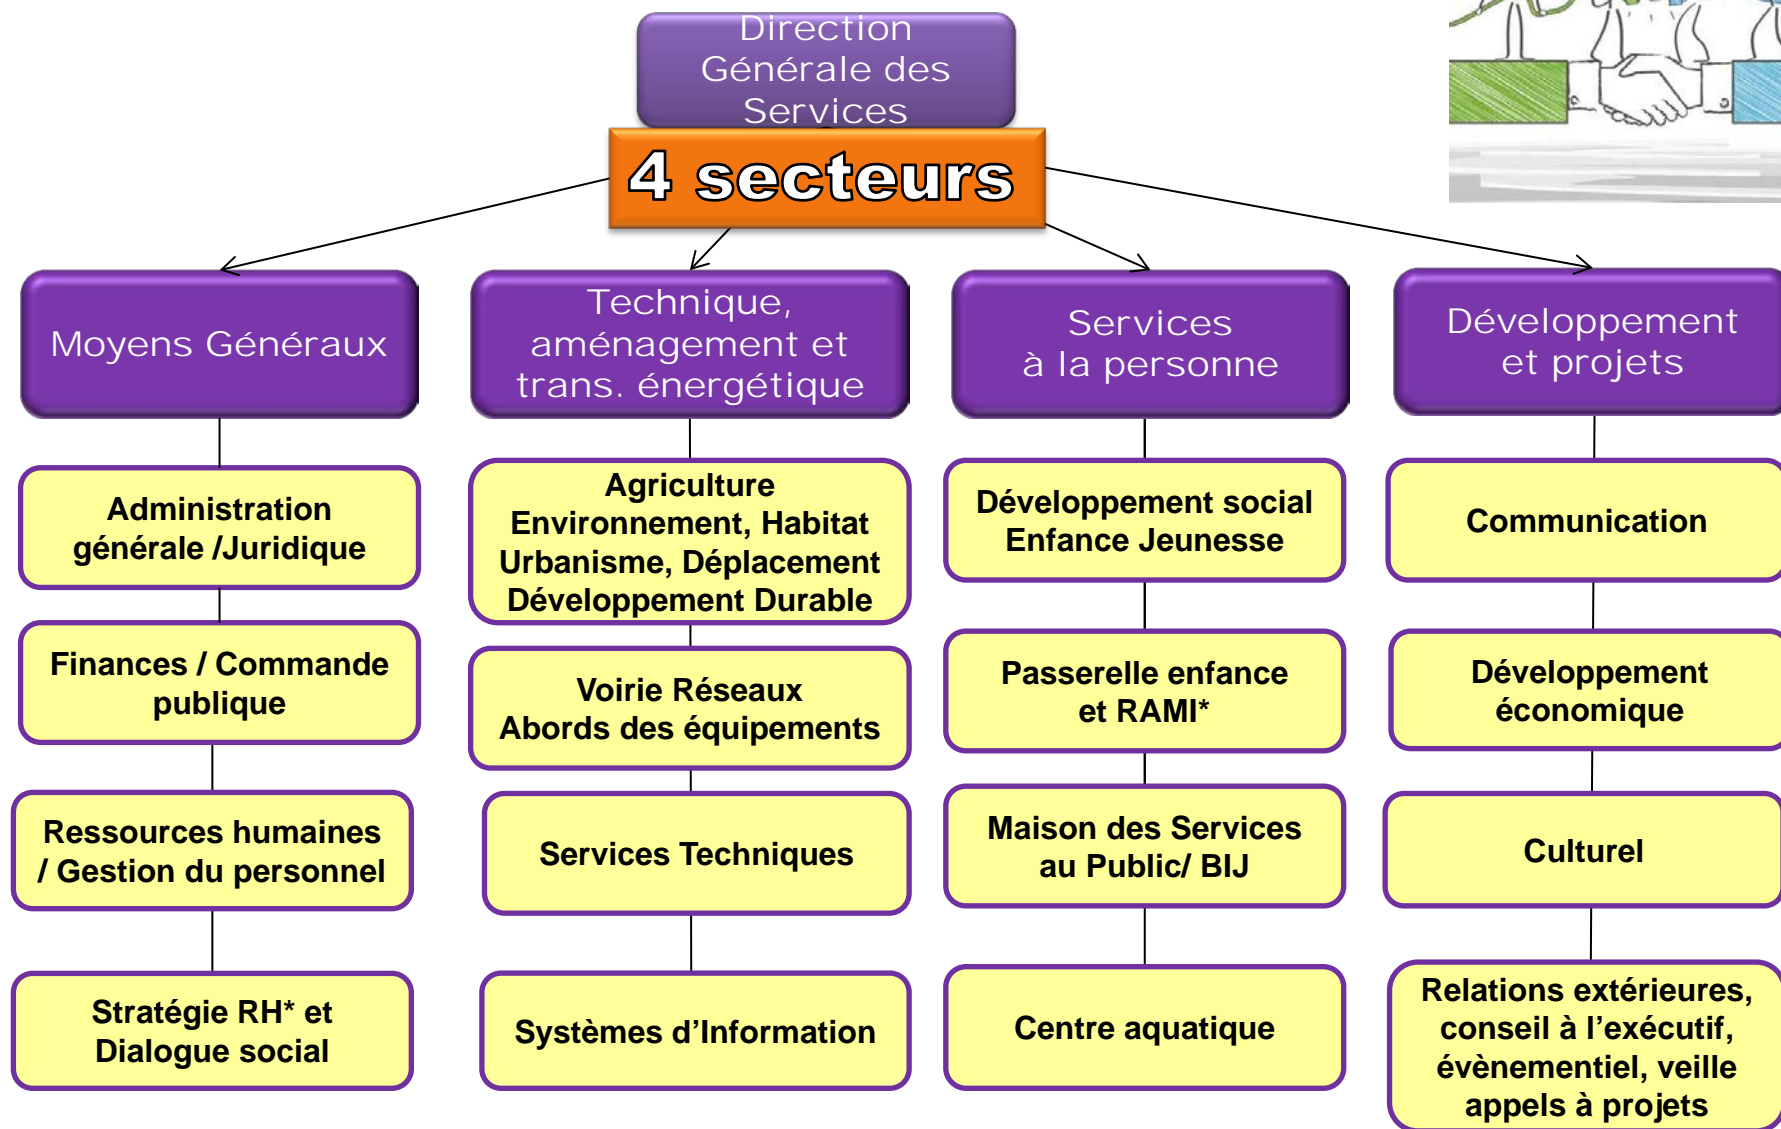 Direction
Générale des
Services
4 secteurs
Moyens Généraux
Technique,
aménagement et
trans. énergétique
Services
à la personne
Développement
et projets
Administration
générale /Juridique
Finances / Commande
publique
Ressources humaines
/ Gestion du personnel
Stratégie RH* et
Dialogue social
Agriculture
Environnement, Habitat
Urbanisme, Déplacement
Développement Durable
Voirie Réseaux
Abords des équipements
Services Techniques
Systèmes d’Information
Développement social
Enfance Jeunesse
Passerelle enfance
et RAMI*
Maison des Services
au Public/ BIJ
Centre aquatique
Communication
Développement
économique
Culturel
Relations extérieures,
conseil à l’exécutif,
évènementiel, veille
appels à projets